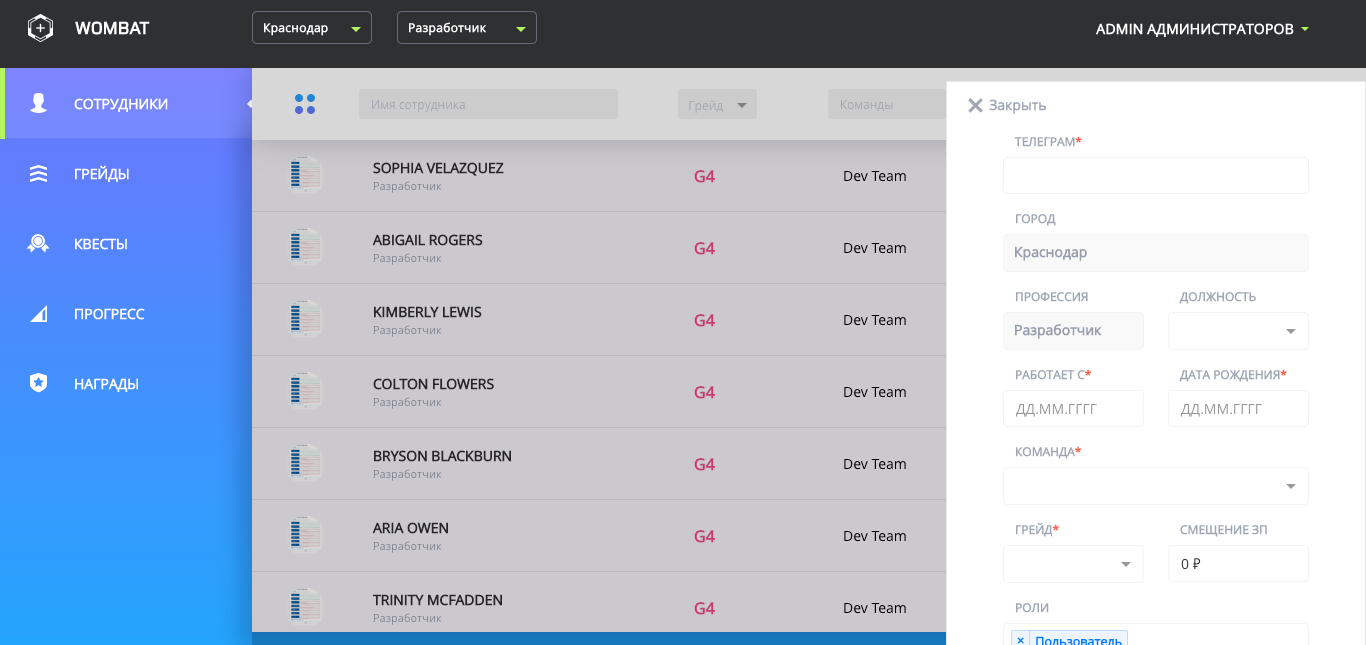 WOMBAT
Краснодар
Разработчик
ADMIN АДМИНИСТРАТОРОВ
СОТРУДНИКИ
ГРЕЙДЫ
КВЕСТЫ
ПРОГРЕСС
НАГРАДЫ
Имя сотрудника
Грейд
Команды
SOPHIA VELAZQUEZ
Разработчик
G4
Dev Team
ABIGAIL ROGERS
Разработчик
G4
Dev Team
KIMBERLY LEWIS
Разработчик
G4
Dev Team
COLTON FLOWERS
Разработчик
G4
Dev Team
BRYSON BLACKBURN
Разработчик
G4
Dev Team
ARIA OWEN
Разработчик
G4
Dev Team
TRINITY MCFADDEN
Разработчик
G4
Dev Team
Закрыть
ТЕЛЕГРАМ*
ГОРОД
Краснодар
ПРОФЕССИЯ
ДОЛЖНОСТЬ
Разработчик
РАБОТАЕТ С*
ДАТА РОЖДЕНИЯ*
ДД.ММ.ГГГГ
ДД.ММ.ГГГГ
КОМАНДА*
ГРЕЙД*
СМЕЩЕНИЕ ЗП
0 ₽
РОЛИ
× Пользователь